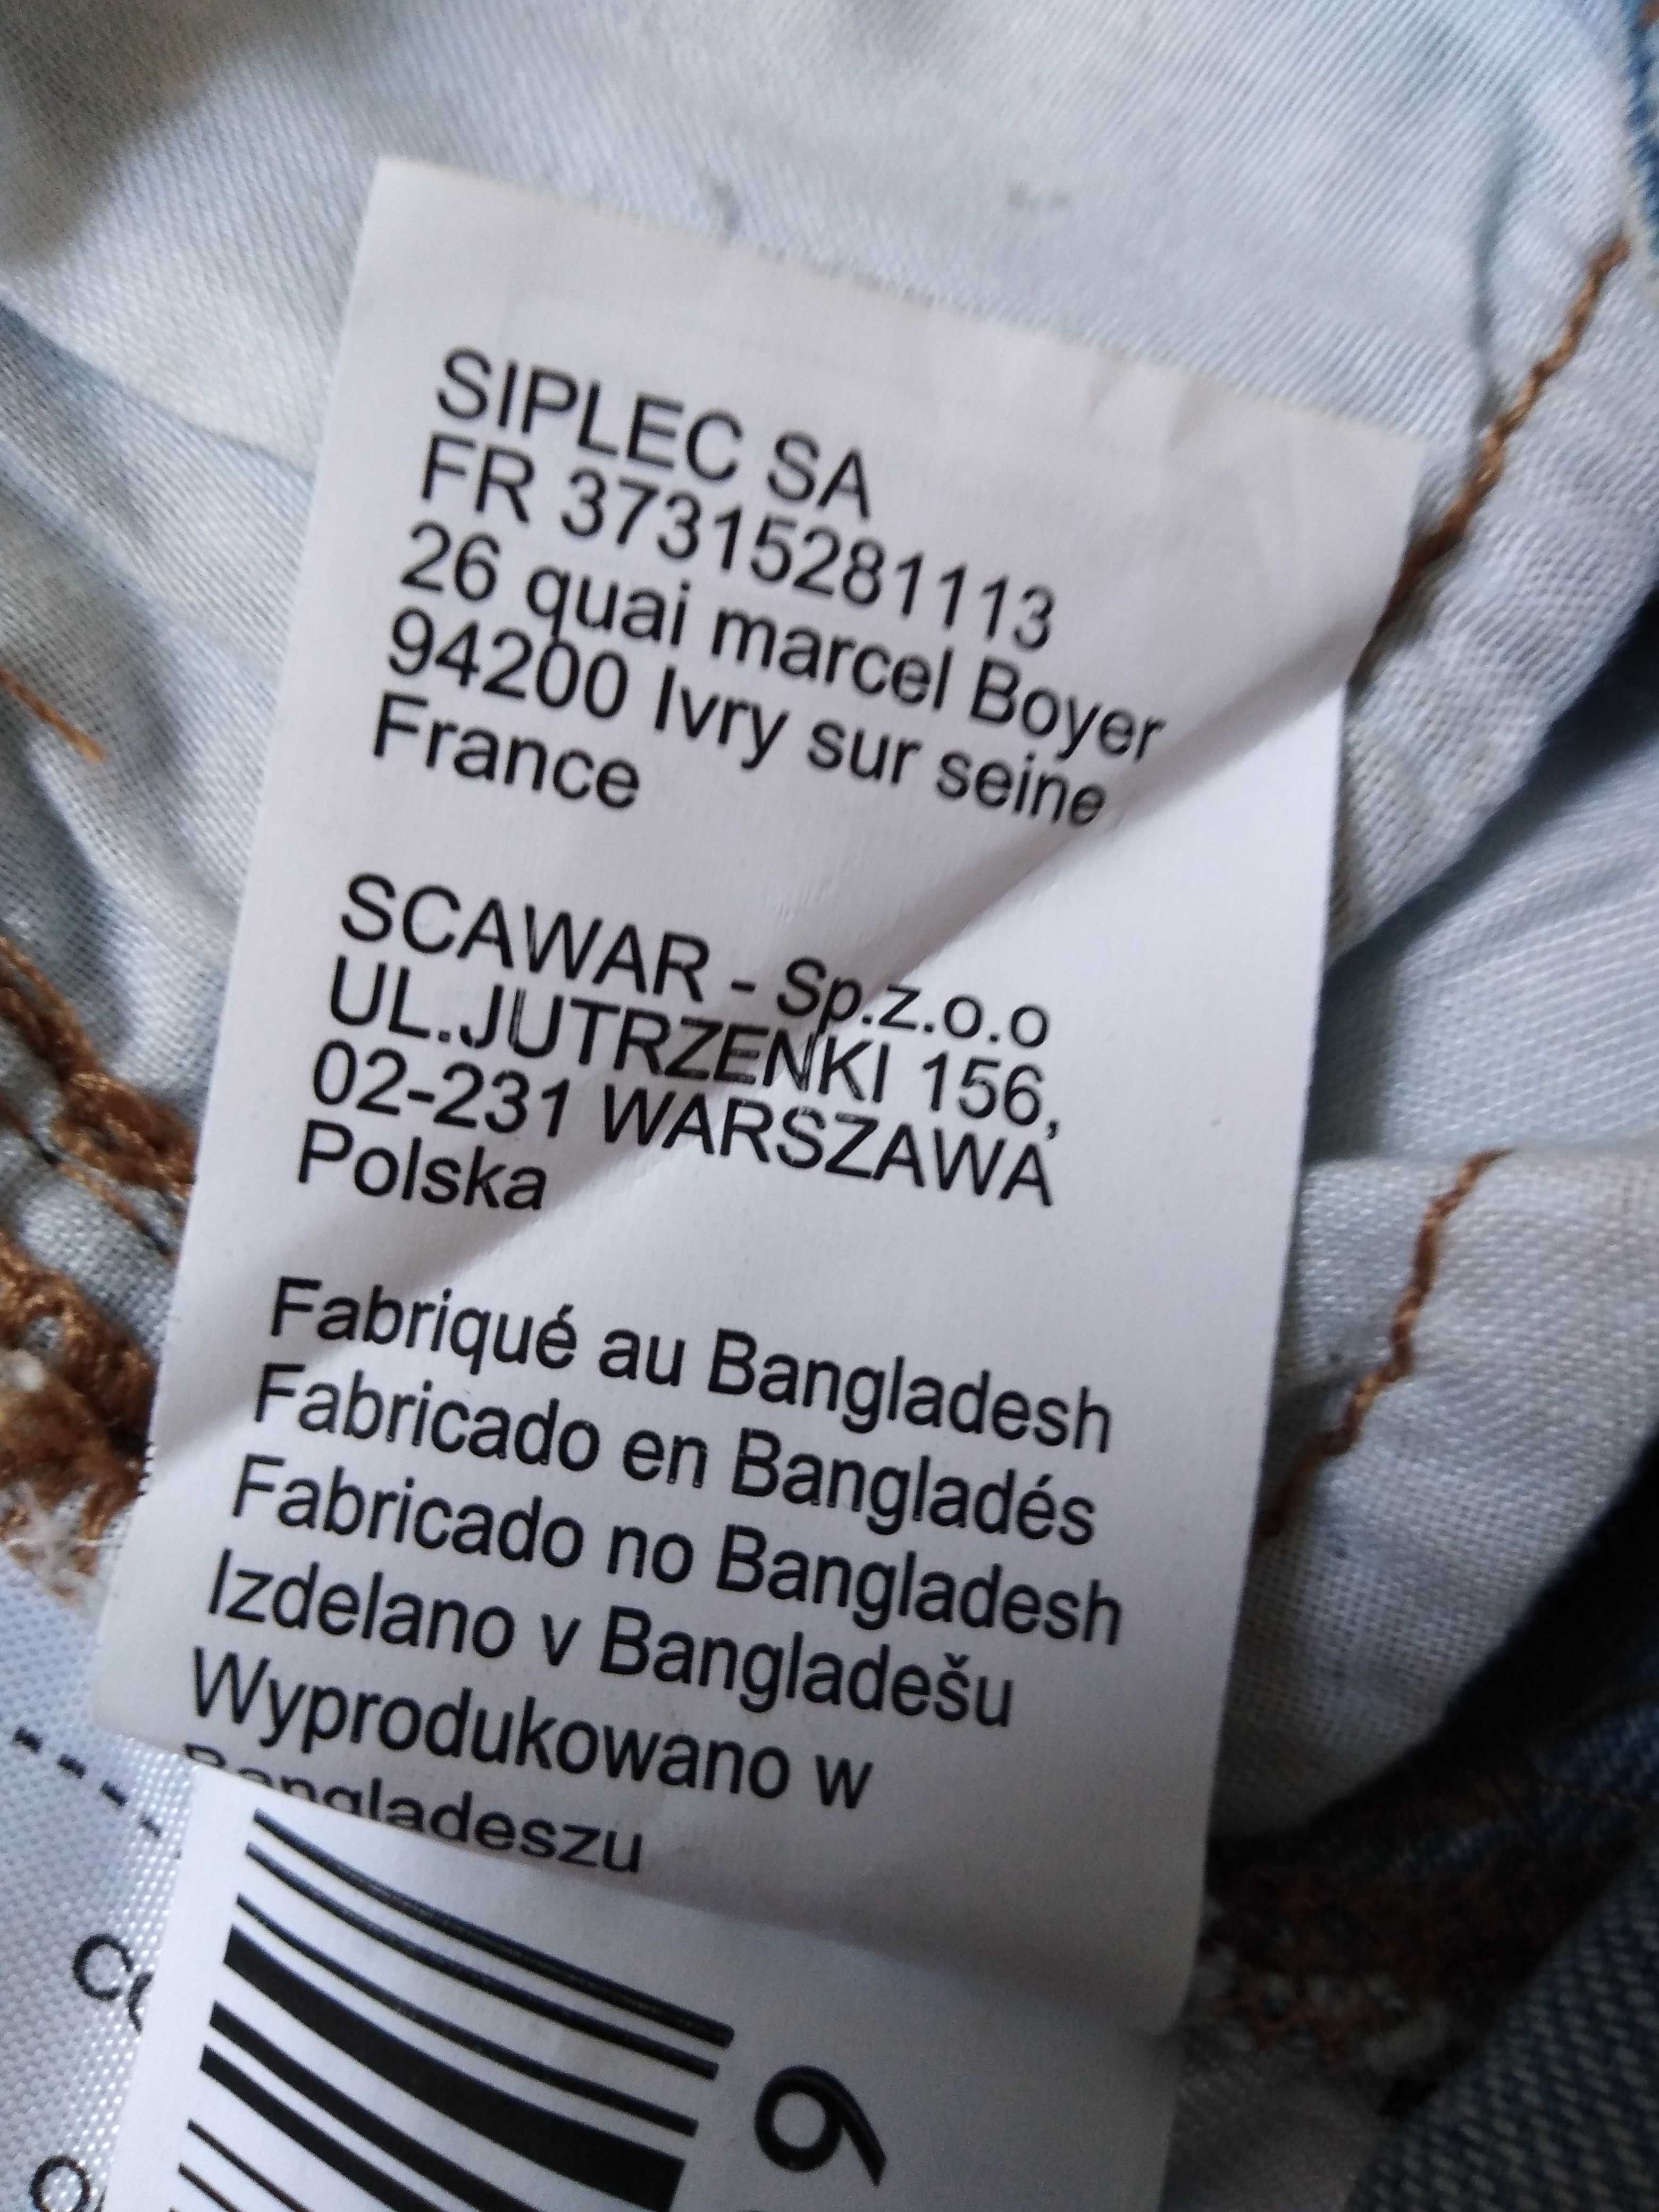 SIPLEC SA
FR 37315281113
26 quai marcel Boyer
94200 Ivry sur seine
France
SCAWAR - Sp.z.o.o
UL.JUTRZENKI 156,
02-231 WARSZAWA
Polska
Fabriqué au Bangladesh
Fabricado en Bangladés
Fabricado no Bangladesh
Izdelano v Bangladešu
Wyprodukowano w
Bangladeszu